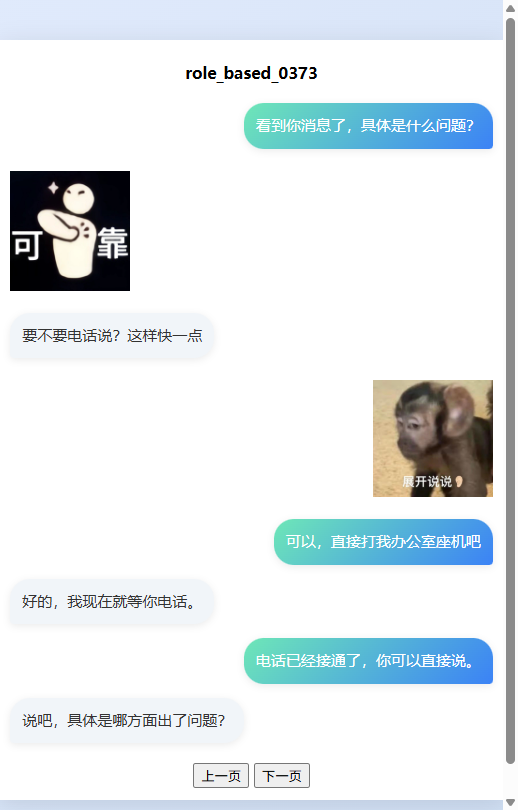 role_based_0373
看到你消息了，具体是什么问题？
可靠
要不要电话说？这样快一点
展开说说👂
可以，直接打我办公室座机吧
好的，我现在就等你电话。
电话已经接通了，你可以直接说。
说吧，具体是哪方面出了问题？
上一页 下一页